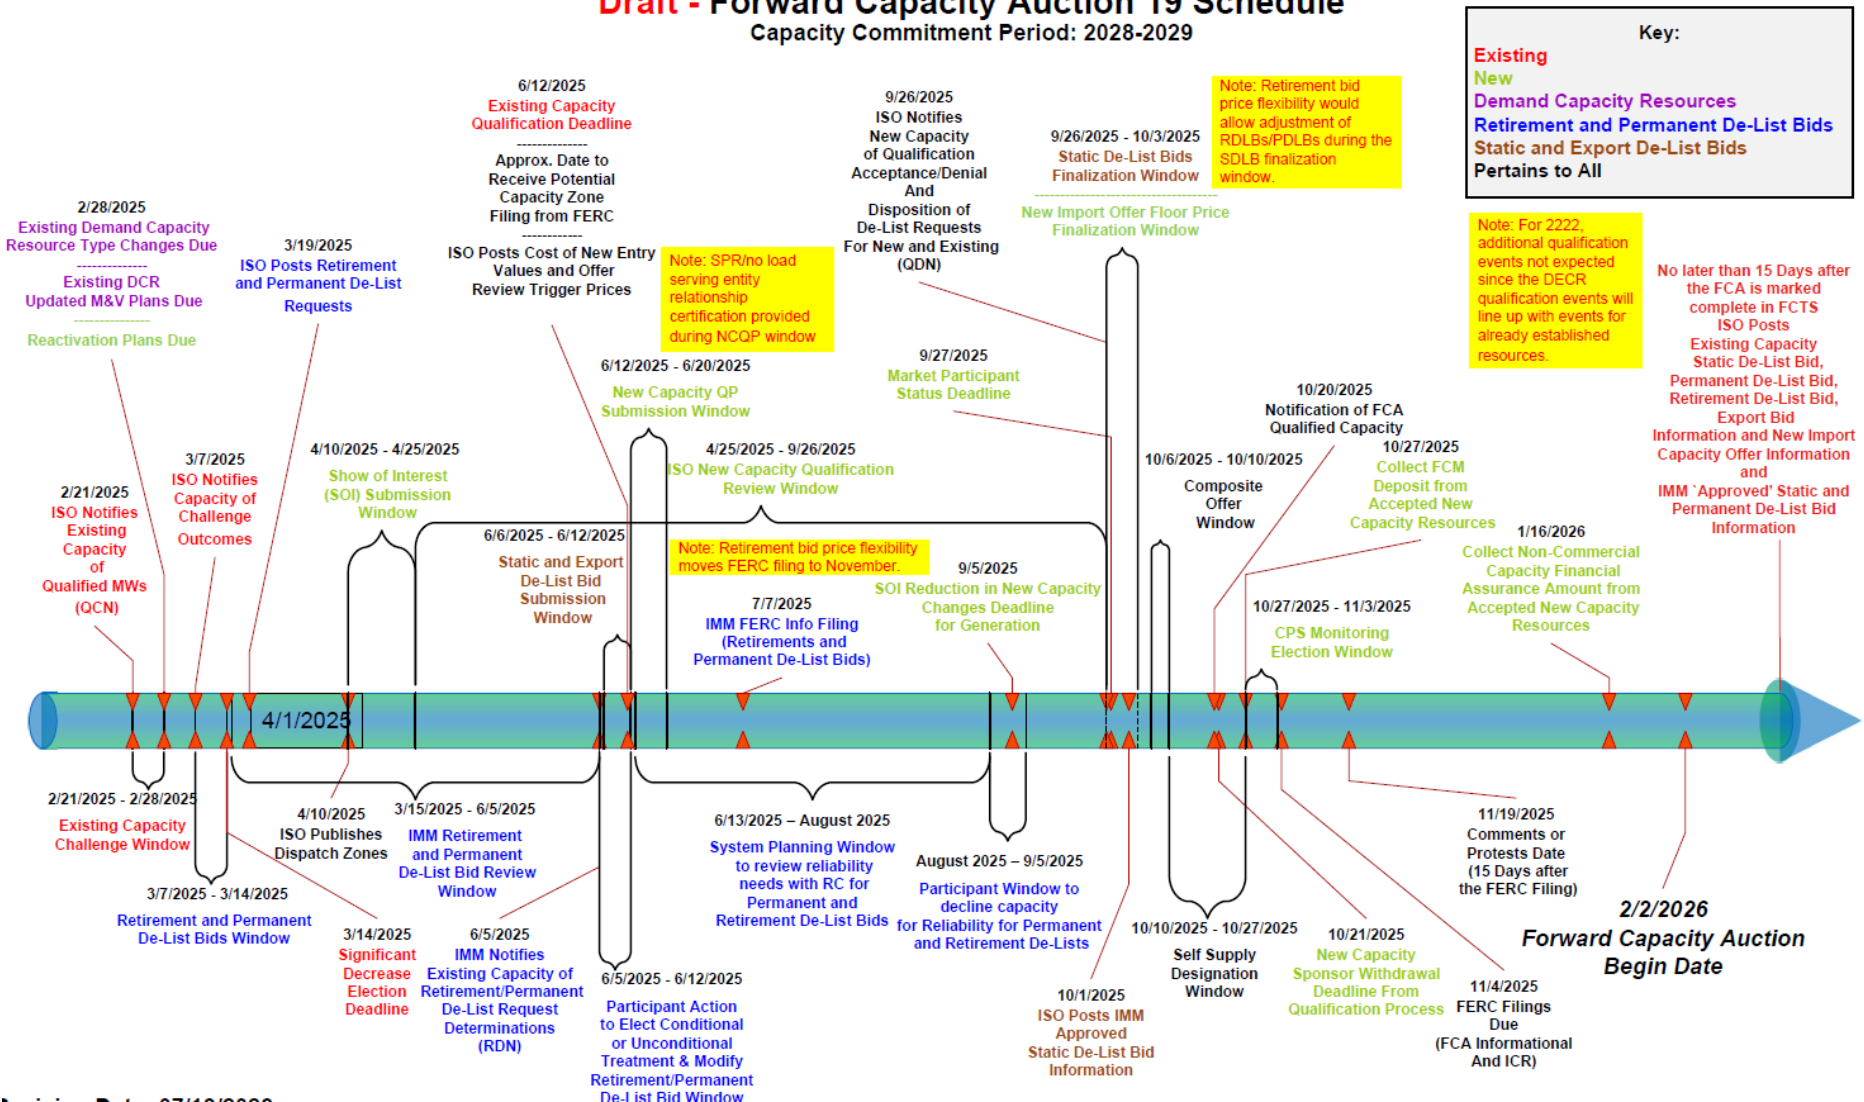 Draft - Forward Capacity Auction 19 Schedule
Capacity Commitment Period: 2028-2029
Key:
Existing
New
Demand Capacity Resources
Retirement and Permanent De-List Bids
Static and Export De-List Bids
Pertains to All
2/28/2025
Existing Demand Capacity
Resource Type Changes Due
--------------
Existing DCR
Updated M&V Plans Due
---------------
Reactivation Plans Due
3/19/2025
ISO Posts Retirement
and Permanent De-List
Requests
6/12/2025
Existing Capacity
Qualification Deadline
--------------
Approx. Date to
Receive Potential
Capacity Zone
Filing from FERC
------------
ISO Posts Cost of New Entry
Values and Offer
Review Trigger Prices
Note: SPR/no load
serving entity
relationship
certification provided
during NCQP window
9/26/2025
ISO Notifies
New Capacity
of Qualification
Acceptance/Denial
And
Disposition of
De-List Requests
For New and Existing
(QDN)
9/26/2025 - 10/3/2025
Static De-List Bids
Finalization Window
-----------------------------------
New Import Offer Floor Price
Finalization Window
Note: Retirement bid
price flexibility would
allow adjustment of
RDLBs/PDLBs during the
SDLB finalization
window.
Note: For 2222,
additional qualification
events not expected
since the DECR
qualification events will
line up with events for
already established
resources.
No later than 15 Days after
the FCA is marked
complete in FCTS
ISO Posts
Existing Capacity
Static De-List Bid,
Permanent De-List Bid,
Retirement De-List Bid,
Export Bid
Information and New Import
Capacity Offer Information
and
IMM `Approved' Static and
Permanent De-List Bid
Information
2/21/2025
ISO Notifies
Existing
Capacity
of
Qualified MWs
(QCN)
3/7/2025
ISO Notifies
Capacity of
Challenge
Outcomes
4/10/2025 - 4/25/2025
Show of Interest
(SOI) Submission
Window
6/12/2025 - 6/20/2025
New Capacity QP
Submission Window
4/25/2025 - 9/26/2025
ISO New Capacity Qualification
Review Window
6/6/2025 - 6/12/2025
Static and Export
De-List Bid
Submission
Window
Note: Retirement bid price flexibility
moves FERC filing to November.
7/7/2025
IMM FERC Info Filing
(Retirements and
Permanent De-List Bids)
9/27/2025
Market Participant
Status Deadline
9/5/2025
SOI Reduction in New Capacity
Changes Deadline
for Generation
10/6/2025 - 10/10/2025
Composite
Offer
Window
10/20/2025
Notification of FCA
Qualified Capacity
10/27/2025
Collect FCM
Deposit from
Accepted New
Capacity Resources
10/27/2025 - 11/3/2025
CPS Monitoring
Election Window
1/16/2026
Collect Non-Commercial
Capacity Financial
Assurance Amount from
Accepted New Capacity
Resources
4/1/2025
2/21/2025 - 2/28/2025
Existing Capacity
Challenge Window
3/7/2025 - 3/14/2025
Retirement and Permanent
De-List Bids Window
4/10/2025
ISO Publishes
Dispatch Zones
3/14/2025
Significant
Decrease
Election
Deadline
3/15/2025 - 6/5/2025
IMM Retirement
and Permanent
De-List Bid Review
Window
6/5/2025
IMM Notifies
Existing Capacity of
Retirement/Permanent
De-List Request
Determinations
(RDN)
6/5/2025 - 6/12/2025
Participant Action
to Elect Conditional
or Unconditional
Treatment & Modify
Retirement/Permanent
De-List Bid Window
6/13/2025 – August 2025
System Planning Window
to review reliability
needs with RC for
Permanent and
Retirement De-List Bids
August 2025 – 9/5/2025
Participant Window to
decline capacity
for Reliability for Permanent
and Retirement De-Lists
10/1/2025
ISO Posts IMM
Approved
Static De-List Bid
Information
10/10/2025 - 10/27/2025
Self Supply
Designation
Window
10/21/2025
New Capacity
Sponsor Withdrawal
Deadline From
Qualification Process
11/4/2025
FERC Filings
Due
(FCA Informational
And ICR)
11/19/2025
Comments or
Protests Date
(15 Days after
the FERC Filing)
2/2/2026
Forward Capacity Auction
Begin Date